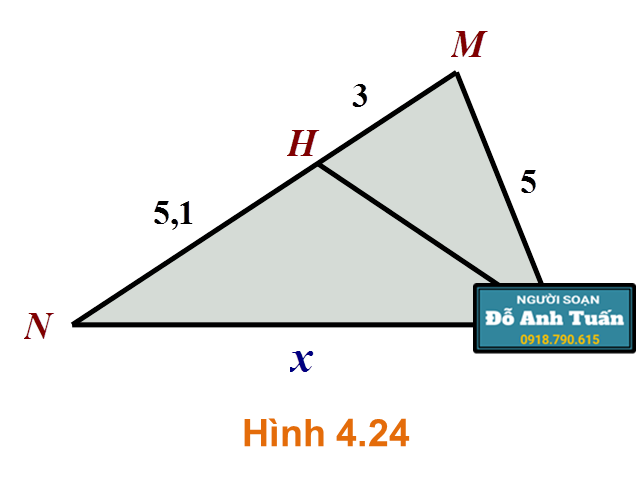 M
3
H
5
5,1
NGƯỜI SOẠN
Đỗ Anh Tuấn
0918.790.615
N
x
Hình 4.24